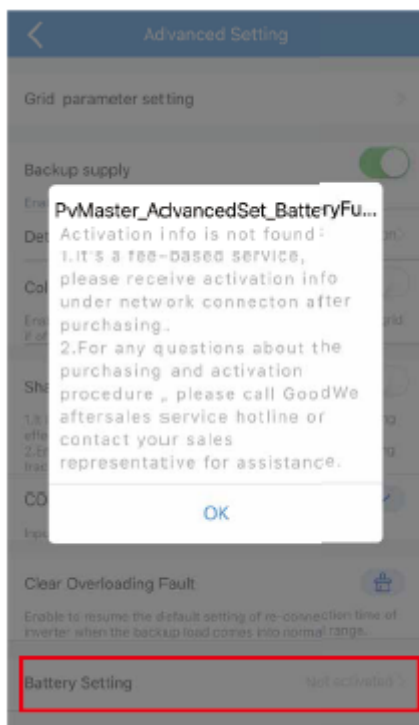 Advanced Setting
Grid parameter setting
Backup supply
PvMaster_AdvancedSet_BatteryFu...
Activation info is not found :
1.It's a fee-based service,
please receive activation info
under network connecton after
purchasing.
2.For any questions about the
purchasing and activation
procedure , please call GoodWe
aftersales service hotline or
contact your sales
representative for assistance.
OK
Clear Overloading Fault
Enable to resume the default setting of re-connection time of
inverter when the backup load comes into normal range.
Battery Setting
Not activated